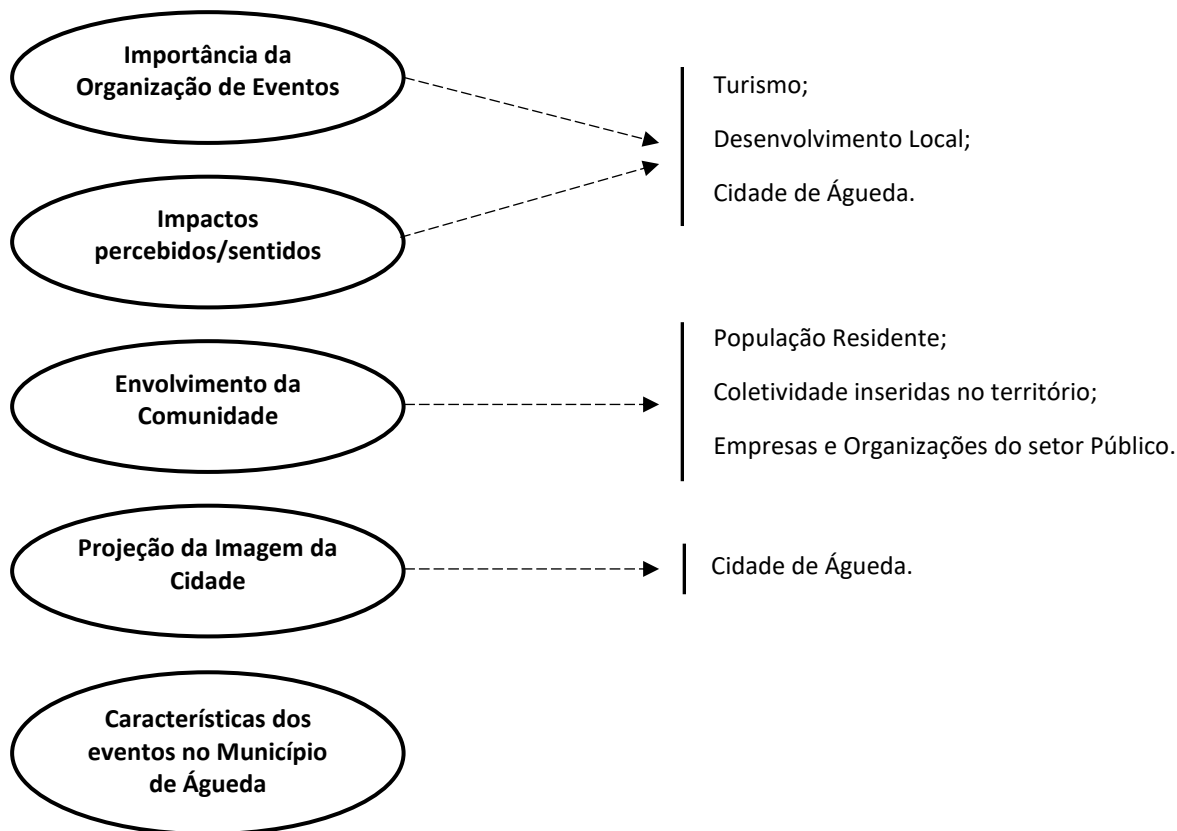 Importância da
Organização de Eventos
Turismo;
Desenvolvimento Local;
Cidade de Águeda.
Impactos
percebidos/sentidos
Envolvimento da
Comunidade
População Residente;
Coletividade inseridas no território;
Empresas e Organizações do setor Público.
Projeção da Imagem da
Cidade
Cidade de Águeda.
Características dos
eventos no Município
de Águeda